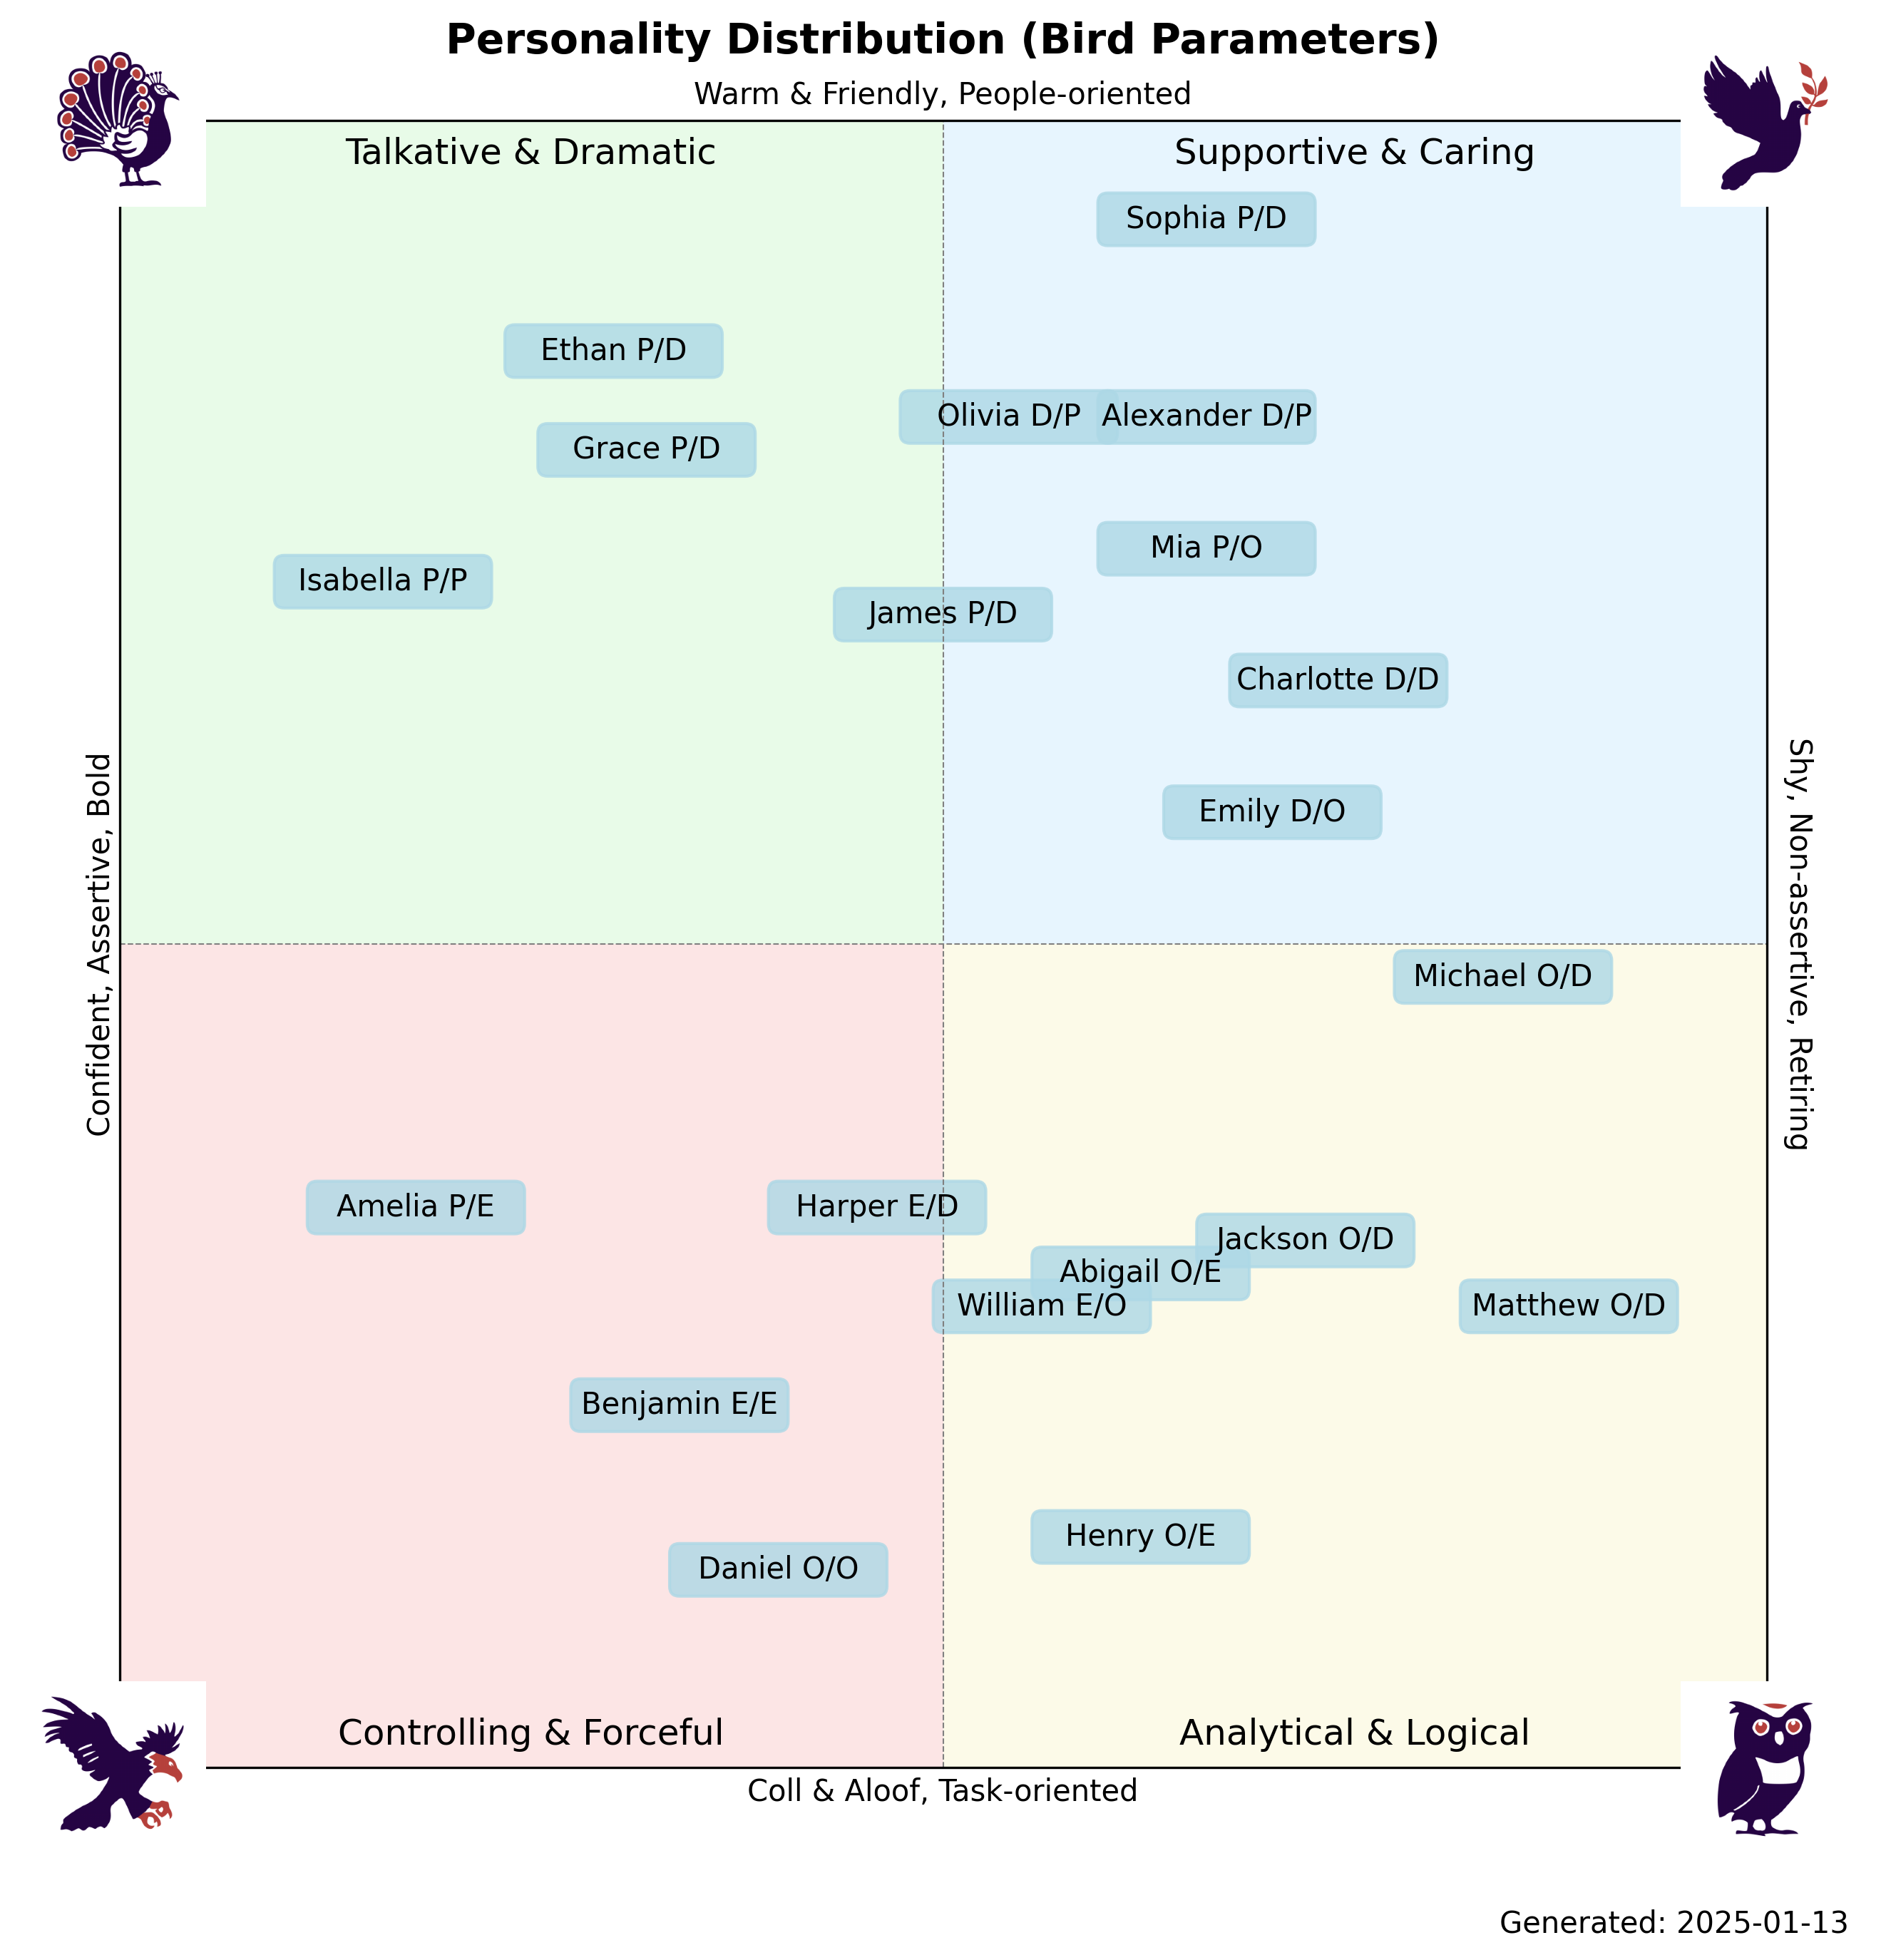 Personality Distribution (Bird Parameters)
Warm & Friendly, People-oriented
Talkative & Dramatic
Supportive & Caring
Sophia P/D
Ethan P/D
Olivia D/P
Alexander D/P
Grace P/D
Mia P/O
Isabella P/P
James P/D
Charlotte D/D
Emily D/O
Confident, Assertive, Bold
Shy, Non-assertive, Retiring
Michael O/D
Amelia P/E
Harper E/D
Jackson O/D
Abigail O/E
William E/O
Matthew O/D
Benjamin E/E
Henry O/E
Daniel O/O
Controlling & Forceful
Analytical & Logical
Coll & Aloof, Task-oriented
Generated: 2025-01-13